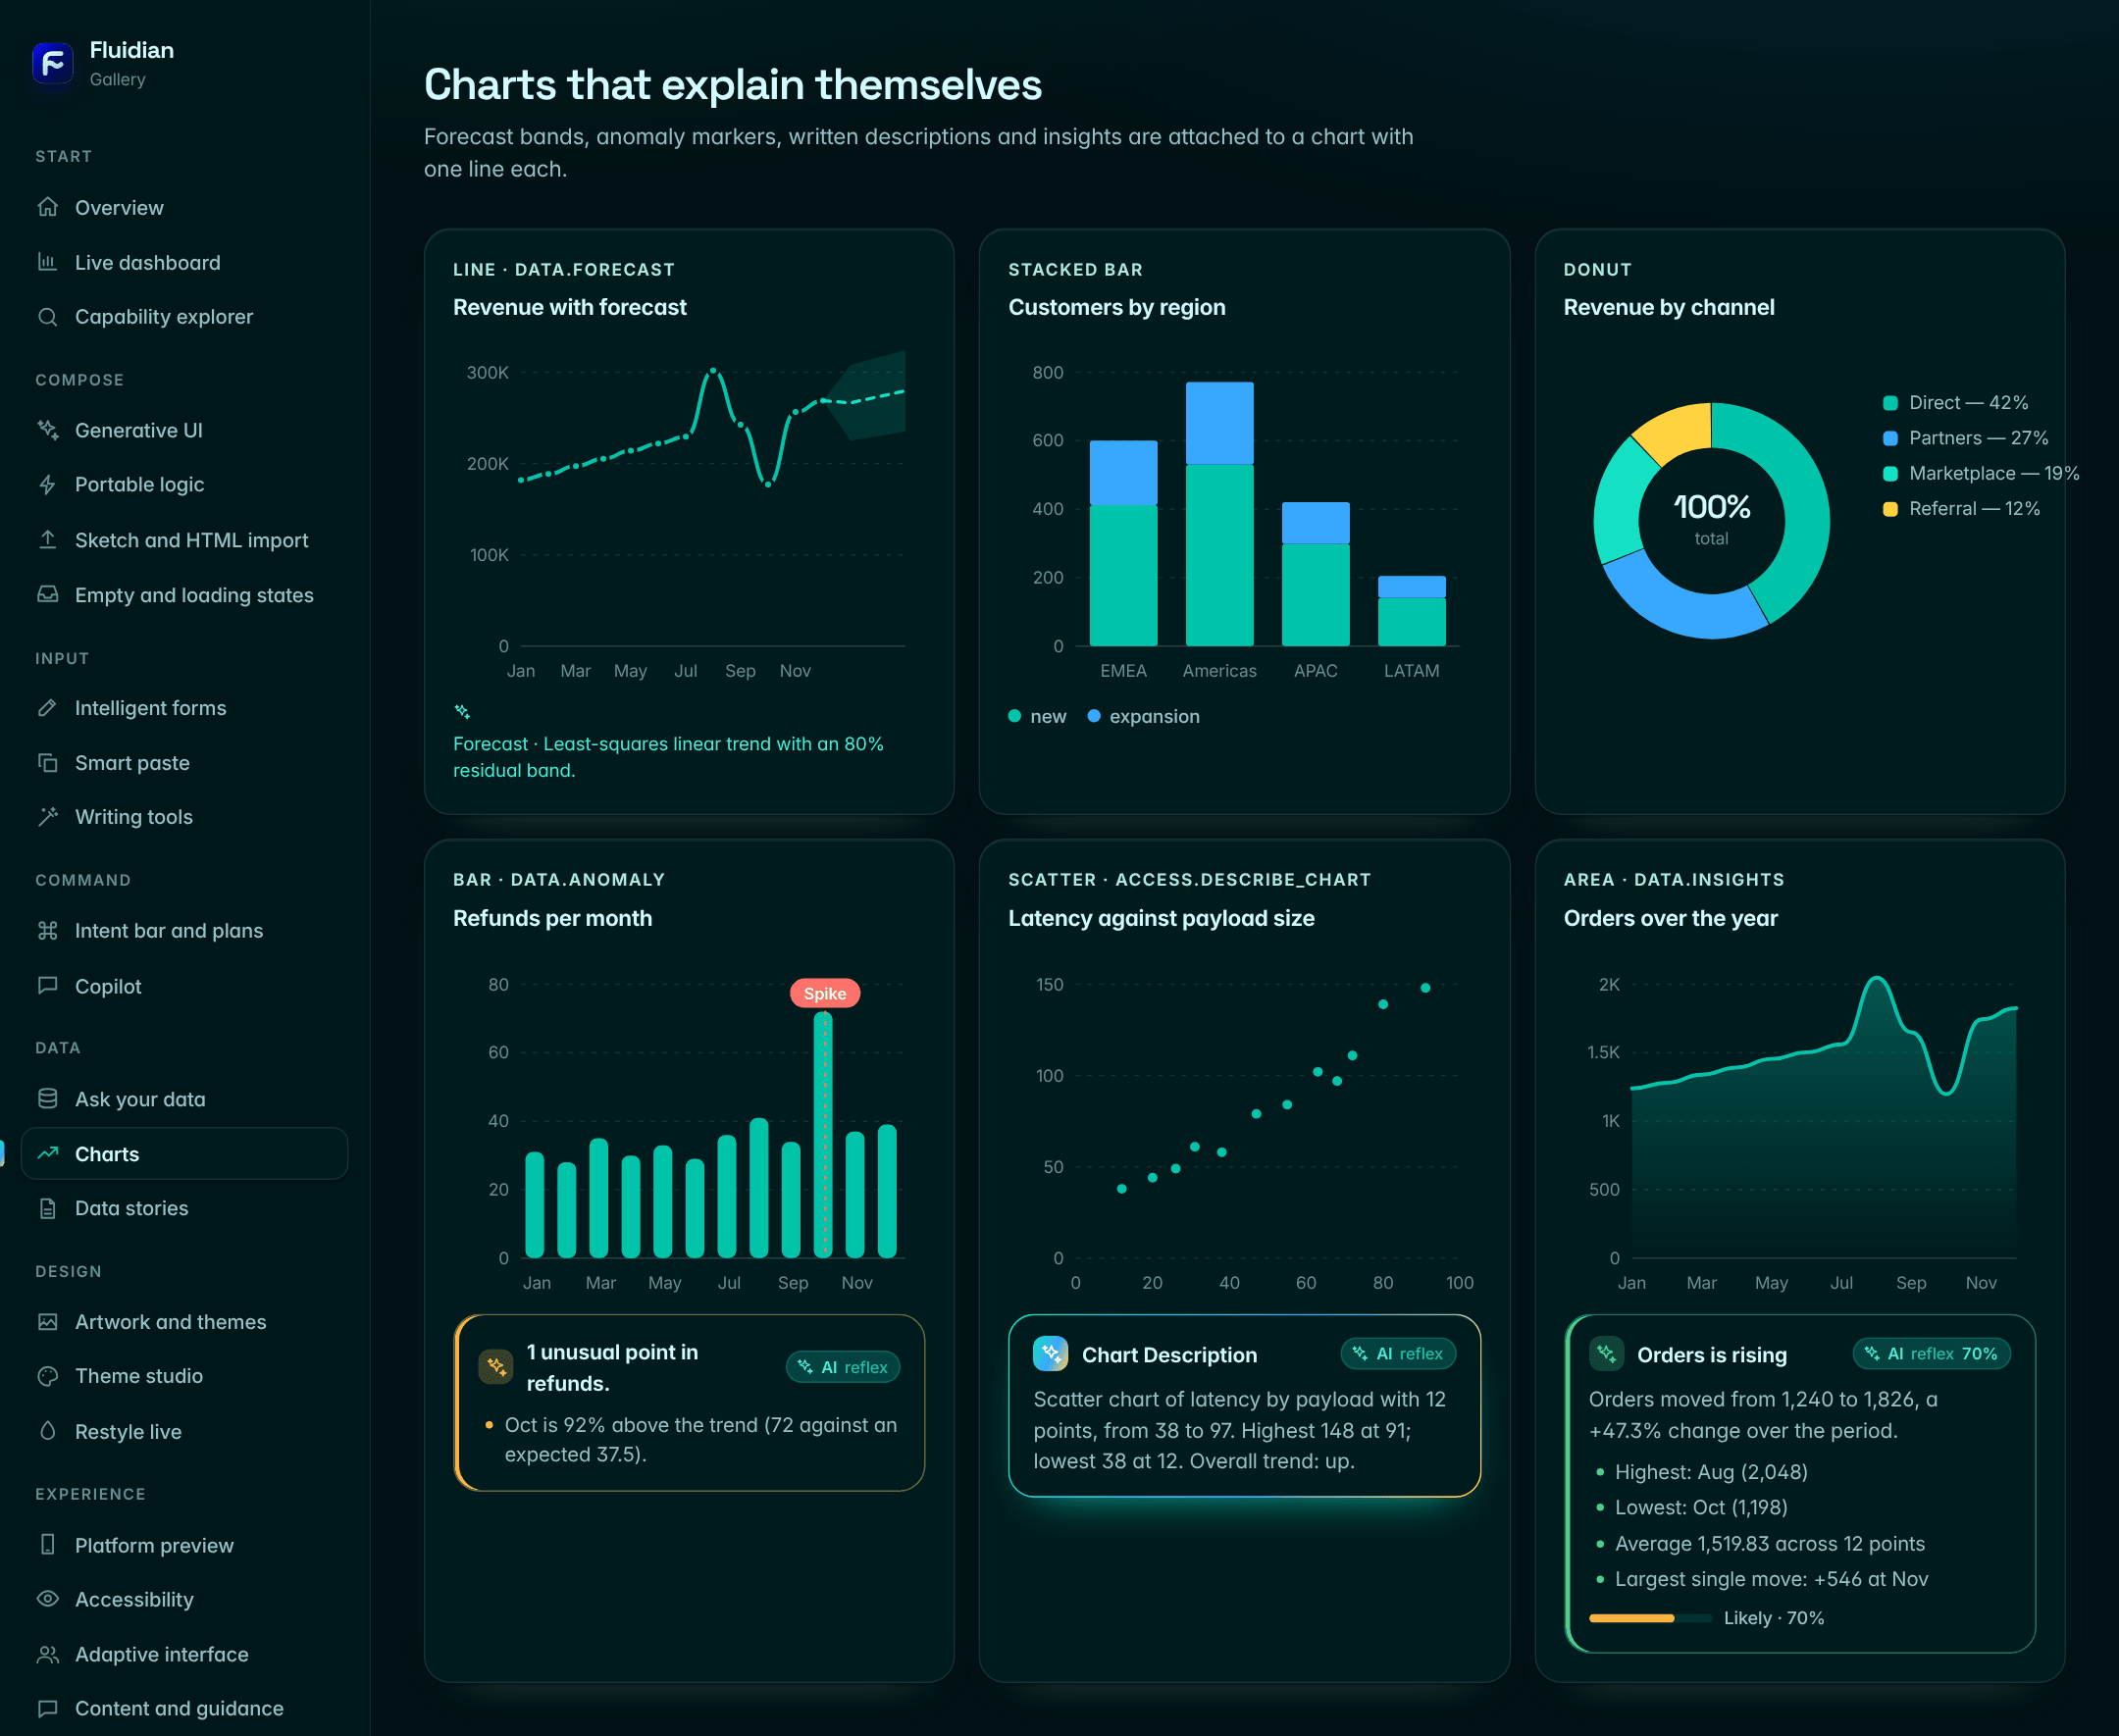 Fluidian
Gallery
START
Overview
Live dashboard
Capability explorer
COMPOSE
Generative UI
Portable logic
Sketch and HTML import
Empty and loading states
INPUT
Intelligent forms
Smart paste
Writing tools
COMMAND
Intent bar and plans
Copilot
DATA
Ask your data
Charts
Data stories
DESIGN
Artwork and themes
Theme studio
Restyle live
EXPERIENCE
Platform preview
Accessibility
Adaptive interface
Content and guidance
Charts that explain themselves
Forecast bands, anomaly markers, written descriptions and insights are attached to a chart with
one line each.
LINE · DATA.FORECAST
Revenue with forecast
300K
200K
100K
0
Jan Mar May Jul Sep Nov
Forecast · Least-squares linear trend with an 80%
residual band.
STACKED BAR
Customers by region
800
600
400
200
0
EMEA Americas APAC LATAM
new expansion
DONUT
Revenue by channel
100%
total
Direct — 42%
Partners — 27%
Marketplace — 19%
Referral — 12%
BAR · DATA.ANOMALY
Refunds per month
80
Spike
60
40
20
0
Jan Mar May Jul Sep Nov
1 unusual point in
refunds.
AI reflex
Oct is 92% above the trend (72 against an
expected 37.5).
SCATTER · ACCESS.DESCRIBE_CHART
Latency against payload size
150
100
50
0
0 20 40 60 80 100
Chart Description
AI reflex
Scatter chart of latency by payload with 12
points, from 38 to 97. Highest 148 at 91;
lowest 38 at 12. Overall trend: up.
AREA · DATA.INSIGHTS
Orders over the year
2K
1.5K
1K
500
0
Jan Mar May Jul Sep Nov
Orders is rising
AI reflex 70%
Orders moved from 1,240 to 1,826, a
+47.3% change over the period.
Highest: Aug (2,048)
Lowest: Oct (1,198)
Average 1,519.83 across 12 points
Largest single move: +546 at Nov
Likely · 70%